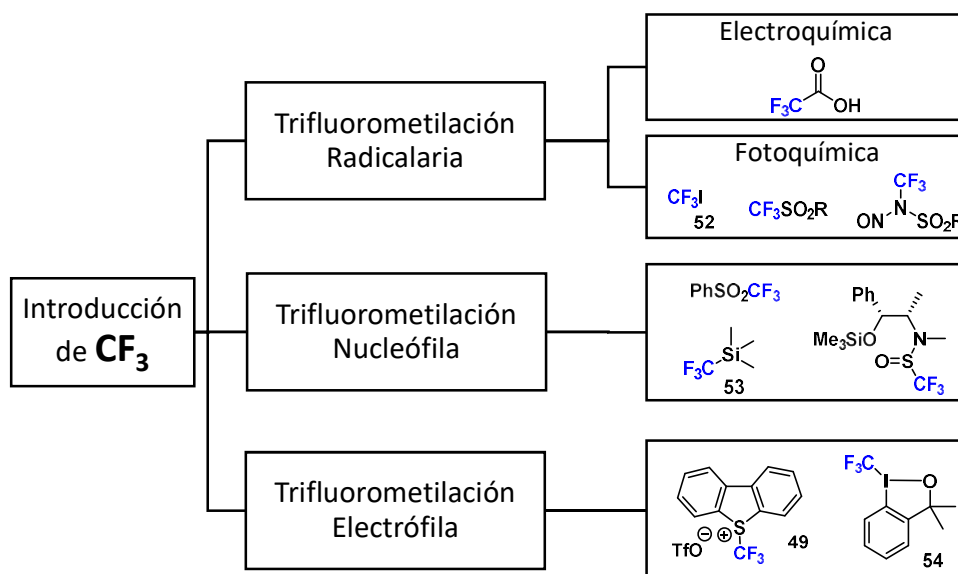 Introducción
de CF3
Trifluorometilación
Radicalaria
Electroquímica
O
F3C
OH
Fotoquímica
CF3I
52
CF3SO2R
CF3
N
ON
SO2R
Trifluorometilación
Nucleófila
PhSO2CF3
Si
F3C
53
Ph
Me3SiO
N
O
S
CF3
Trifluorometilación
Electrófila
S
+
TfO −
CF3
49
F3C
I
O
54